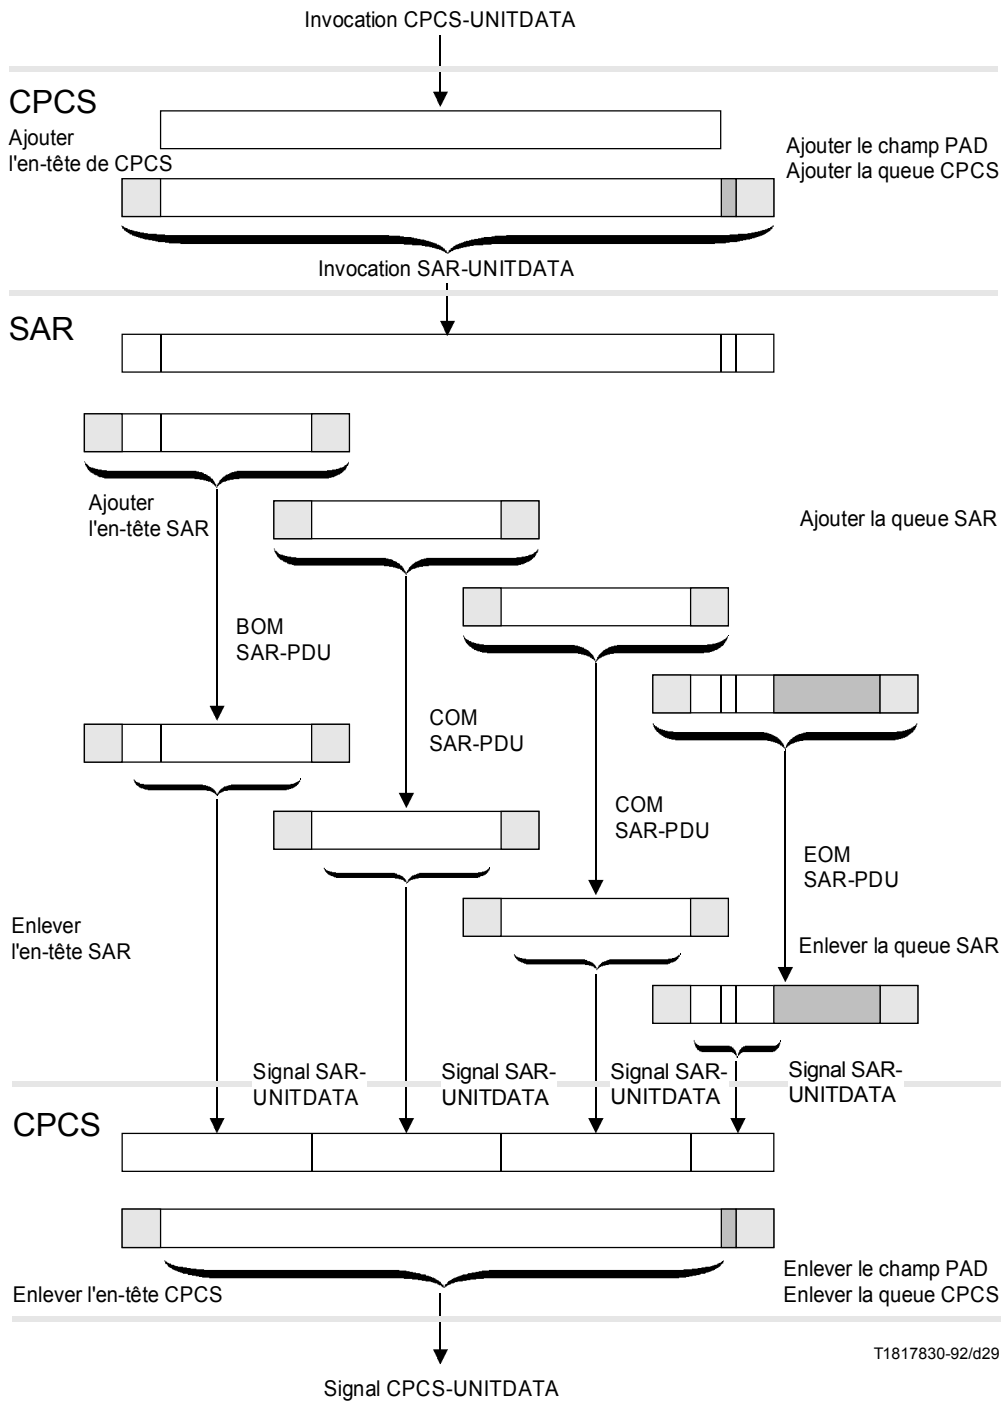 Invocation CPCS-UNITDATA
CPCS
Ajouter
l'en-tête de CPCS
Ajouter le champ PAD
Ajouter la queue CPCS
Invocation SAR-UNITDATA
SAR
Ajouter
l'en-tête SAR
Ajouter la queue SAR
BOM
SAR-PDU
COM
SAR-PDU
COM
SAR-PDU
EOM
SAR-PDU
Enlever
l'en-tête SAR
Enlever la queue SAR
Signal SAR-
UNITDATA
Signal SAR-
UNITDATA
Signal SAR-
UNITDATA
Signal SAR-
UNITDATA
CPCS
Enlever l'en-tête CPCS
Enlever le champ PAD
Enlever la queue CPCS
T1817830-92/d29
Signal CPCS-UNITDATA